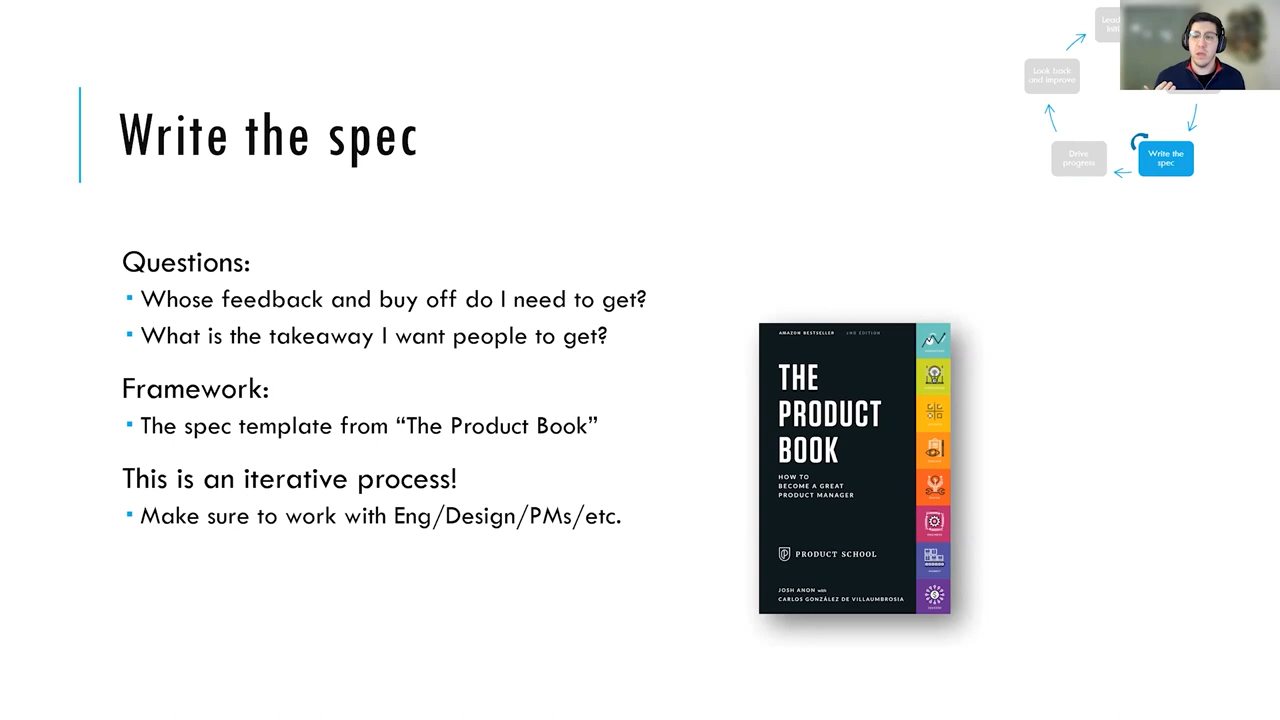 Write the spec
Look back
and improve
Drive
progress
Write the
spec
Questions:
Whose feedback and buy off do I need to get?
What is the takeaway I want people to get?
Framework:
The spec template from “The Product Book”
This is an iterative process!
Make sure to work with Eng/Design/PMs/etc.
AMAZON BESTSELLER 2ND EDITION
THE
PRODUCT
BOOK
HOW TO
BECOME A GREAT
PRODUCT MANAGER
PRODUCT SCHOOL
JOSH ANON with
CARLOS GONZÁLEZ DE VILLAUMBROSIA